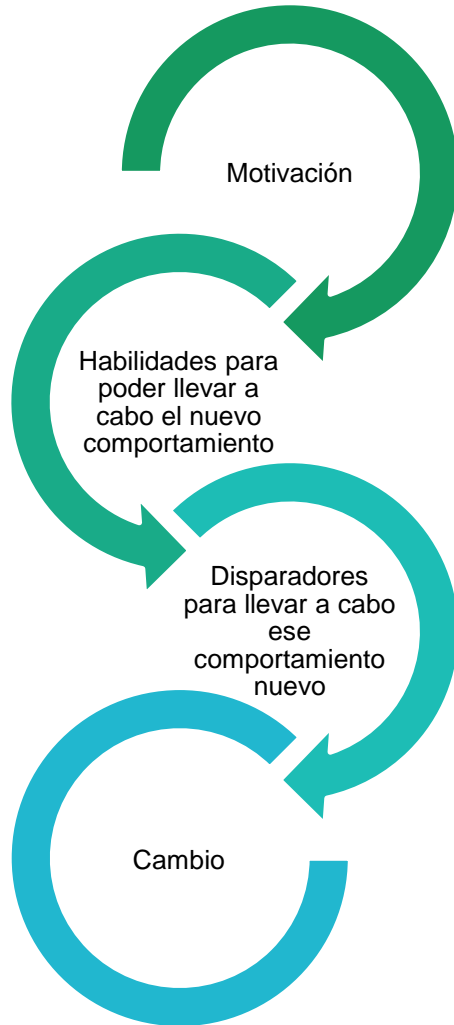 Motivación
Habilidades para
poder llevar a
cabo el nuevo
comportamiento
Disparadores
para llevar a cabo
ese
comportamiento
nuevo
Cambio